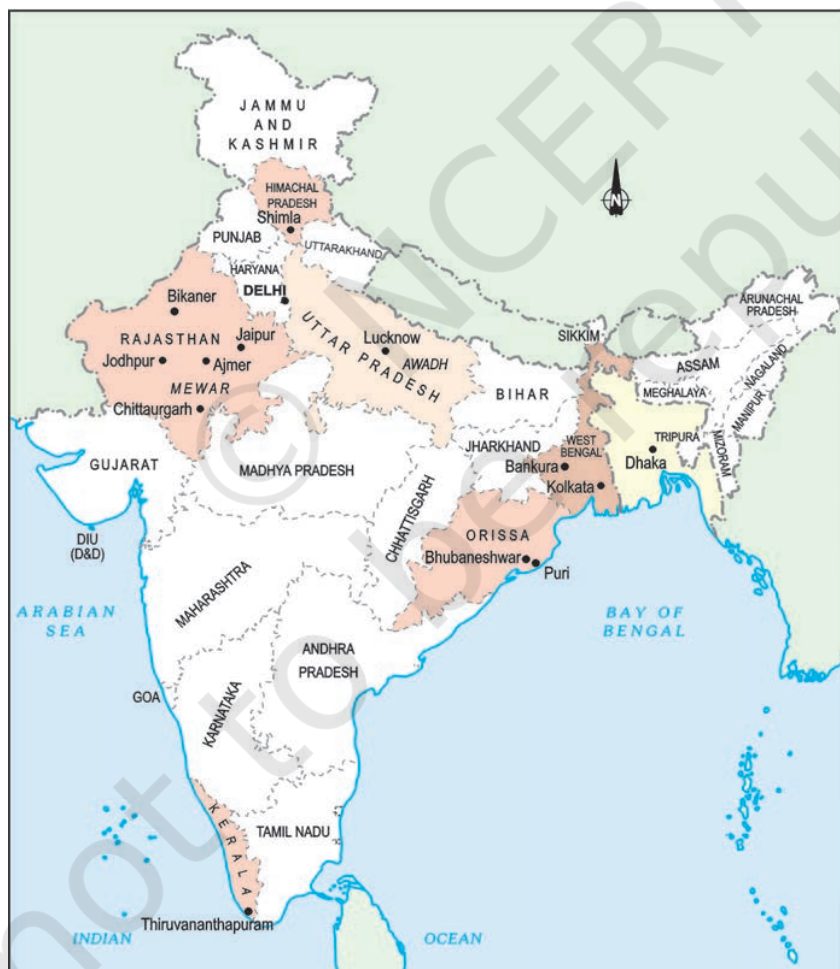 JAMMU
AND
KASHMIR
HIMACHAL
PRADESH
Shimla
PUNJAB
UTTARAKHAND
HARYANA
DELHI
Bikaner
RAJASTHAN
Jaipur
Jodhpur
Ajmer
MEWAR
Chittaurgarh
UTTAR PRADESH
Lucknow
AWADH
N
SIKKIM
ARUNACHAL
PRADESH
ASSAM
NAGALAND
MEGHALAYA
MANIPUR
BIHAR
TRIPURA
MIZORAM
Dhaka
JHARKHAND
WEST
BENGAL
Bankura
Kolkata
GUJARAT
MADHYA PRADESH
CHHATTISGARH
DIU
(D&D)
ORISSA
Bhubaneshwar
Puri
MAHARASHTRA
ARABIAN
SEA
BAY OF
BENGAL
ANDHRA
PRADESH
GOA
KARNATAKA
KERALA
TAMIL NADU
Thiruvananthapuram
INDIAN
OCEAN
© NCERT
not to be republ